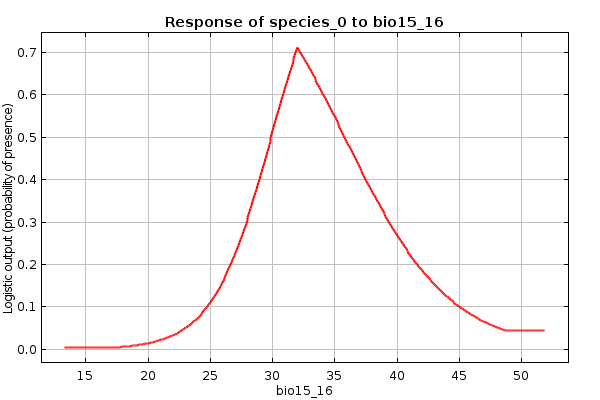 Response of species_0 to bio15_16
Logistic output (probability of presence)
0.7
0.6
0.5
0.4
0.3
0.2
0.1
0.0
15 20 25 30 35 40 45 50
bio15_16